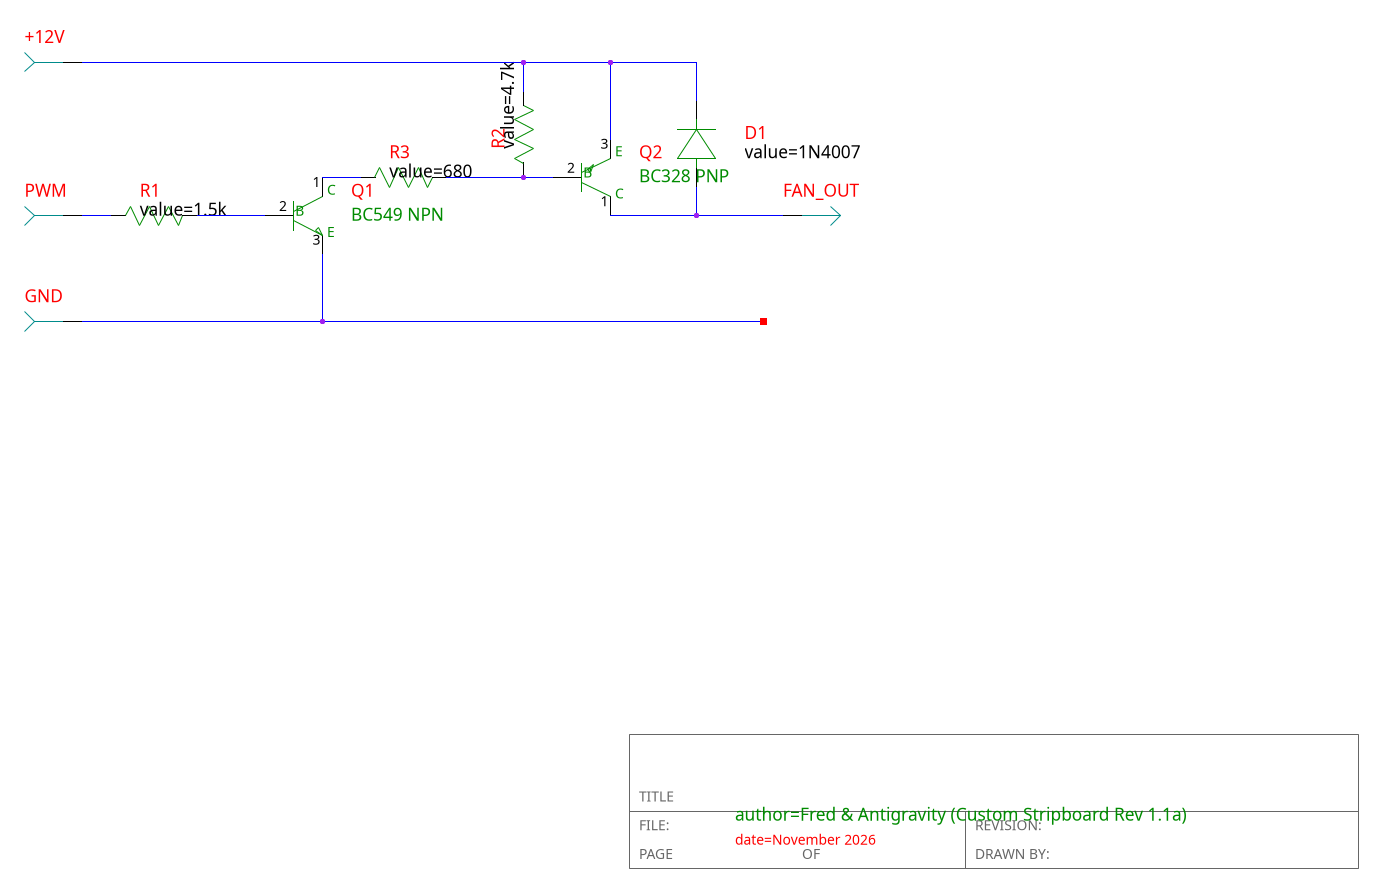 +12V
value=4.7k
R2
D1
value=1N4007
3
E
Q2
R3
value=680
2
B
BC328 PNP
PWM
R1
value=1.5k
1
C
Q1
BC549 NPN
C
1
FAN_OUT
2
B
E
3
GND
TITLE
author=Fred & Antigravity (Custom Stripboard Rev 1.1a)
FILE:
REVISION:
date=November 2026
PAGE
OF
DRAWN BY: